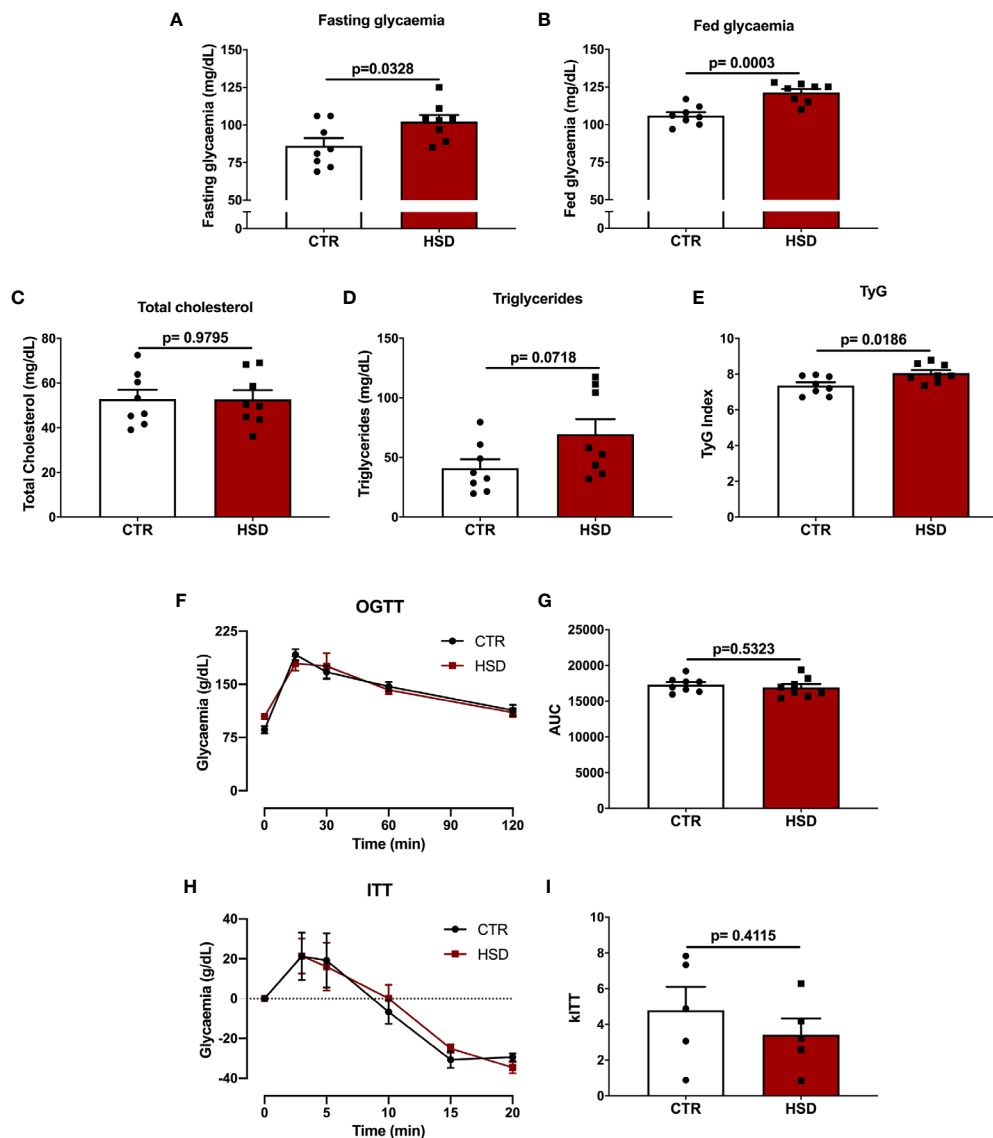 A
Fasting glycaemia
Fasting glycaemia (mg/dL)
150
125
100
75
50
0
p=0.0328
CTR
HSD
B
Fed glycaemia
Fed glycaemia (mg/dL)
150
125
100
75
50
0
p= 0.0003
CTR
HSD
C
Total cholesterol
Total Cholesterol (mg/dL)
80
60
40
20
0
p= 0.9795
CTR
HSD
D
Triglycerides
Triglycerides (mg/dL)
150
100
50
0
p= 0.0718
CTR
HSD
E
TyG
TyG Index
10
8
6
4
2
0
p= 0.0186
CTR
HSD
F
OGTT
Glycaemia (g/dL)
225
150
75
0
CTR
HSD
0
30
60
90
120
Time (min)
G
AUC
25000
20000
15000
10000
5000
0
p=0.5323
CTR
HSD
H
ITT
Glycaemia (g/dL)
40
20
0
-20
-40
CTR
HSD
0
5
10
15
20
Time (min)
I
kITT
10
8
6
4
2
0
p= 0.4115
CTR
HSD